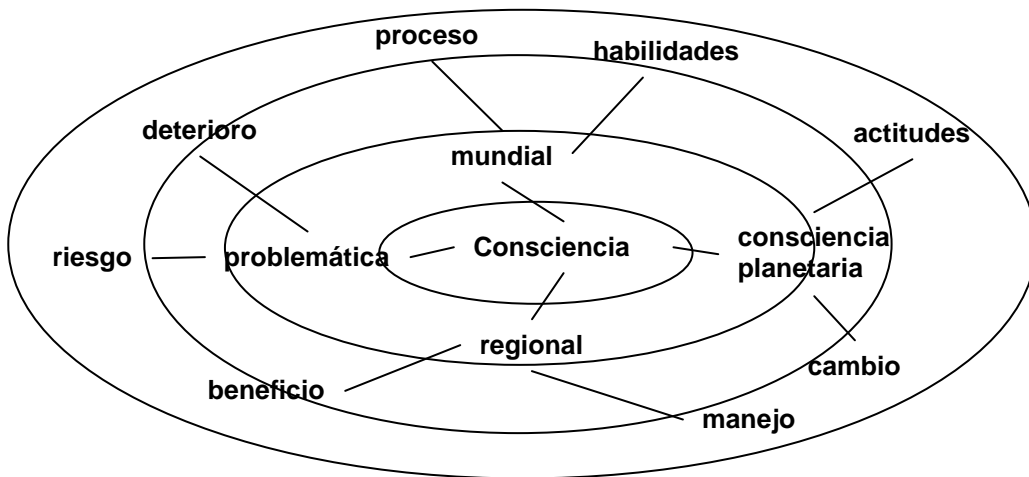 proceso
habilidades
deterioro
actitudes
mundial
riesgo
problemática
Consciencia
consciencia
planetaria
regional
beneficio
cambio
manejo